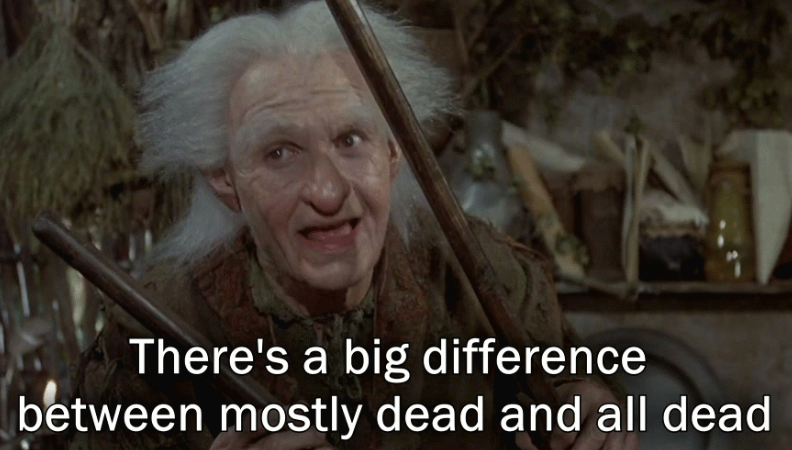 There's a big difference
between mostly dead and all dead